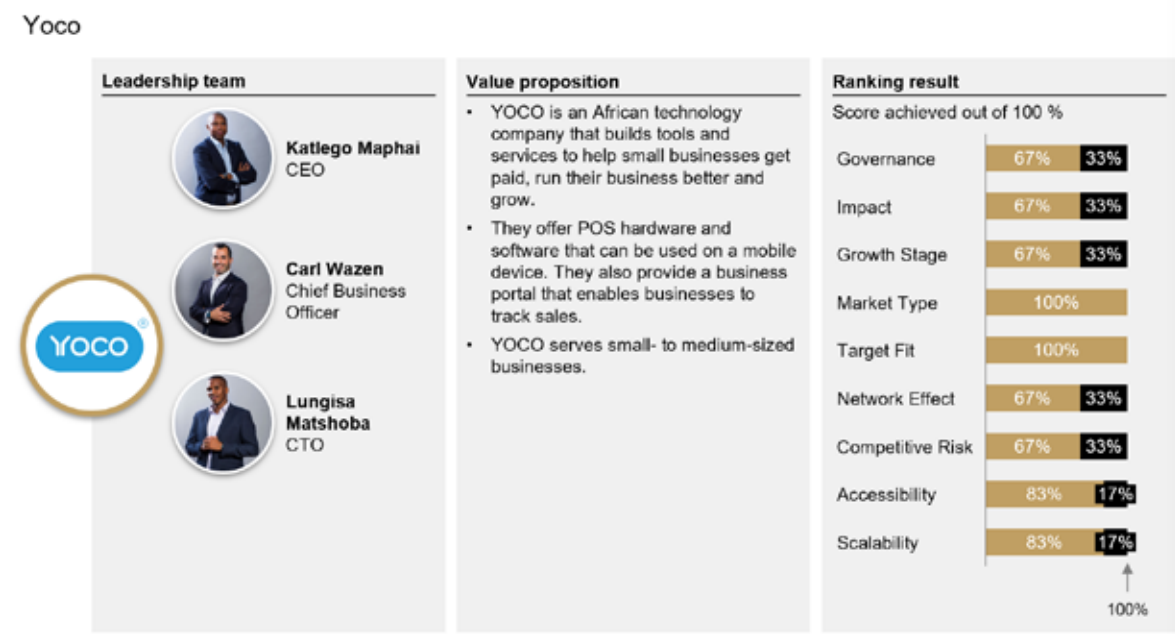 Yoco
Leadership team
Katlego Maphai
CEO
Carl Wazen
Chief Business
Officer
Lungisa
Matshoba
CTO
YOCO
®
Value proposition
• YOCO is an African technology
company that builds tools and
services to help small businesses get
paid, run their business better and
grow.
• They offer POS hardware and
software that can be used on a mobile
device. They also provide a business
portal that enables businesses to
track sales.
• YOCO serves small- to medium-sized
businesses.
Ranking result
Score achieved out of 100 %
Governance 67% 33%
Impact 67% 33%
Growth Stage 67% 33%
Market Type 100%
Target Fit 100%
Network Effect 67% 33%
Competitive Risk 67% 33%
Accessibility 83% 17%
Scalability 83% 17%
100%